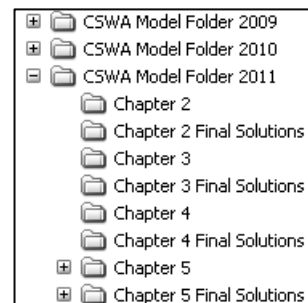 CSWA Model Folder 2009
CSWA Model Folder 2010
CSWA Model Folder 2011
Chapter 2
Chapter 2 Final Solutions
Chapter 3
Chapter 3 Final Solutions
Chapter 4
Chapter 4 Final Solutions
Chapter 5
Chapter 5 Final Solutions